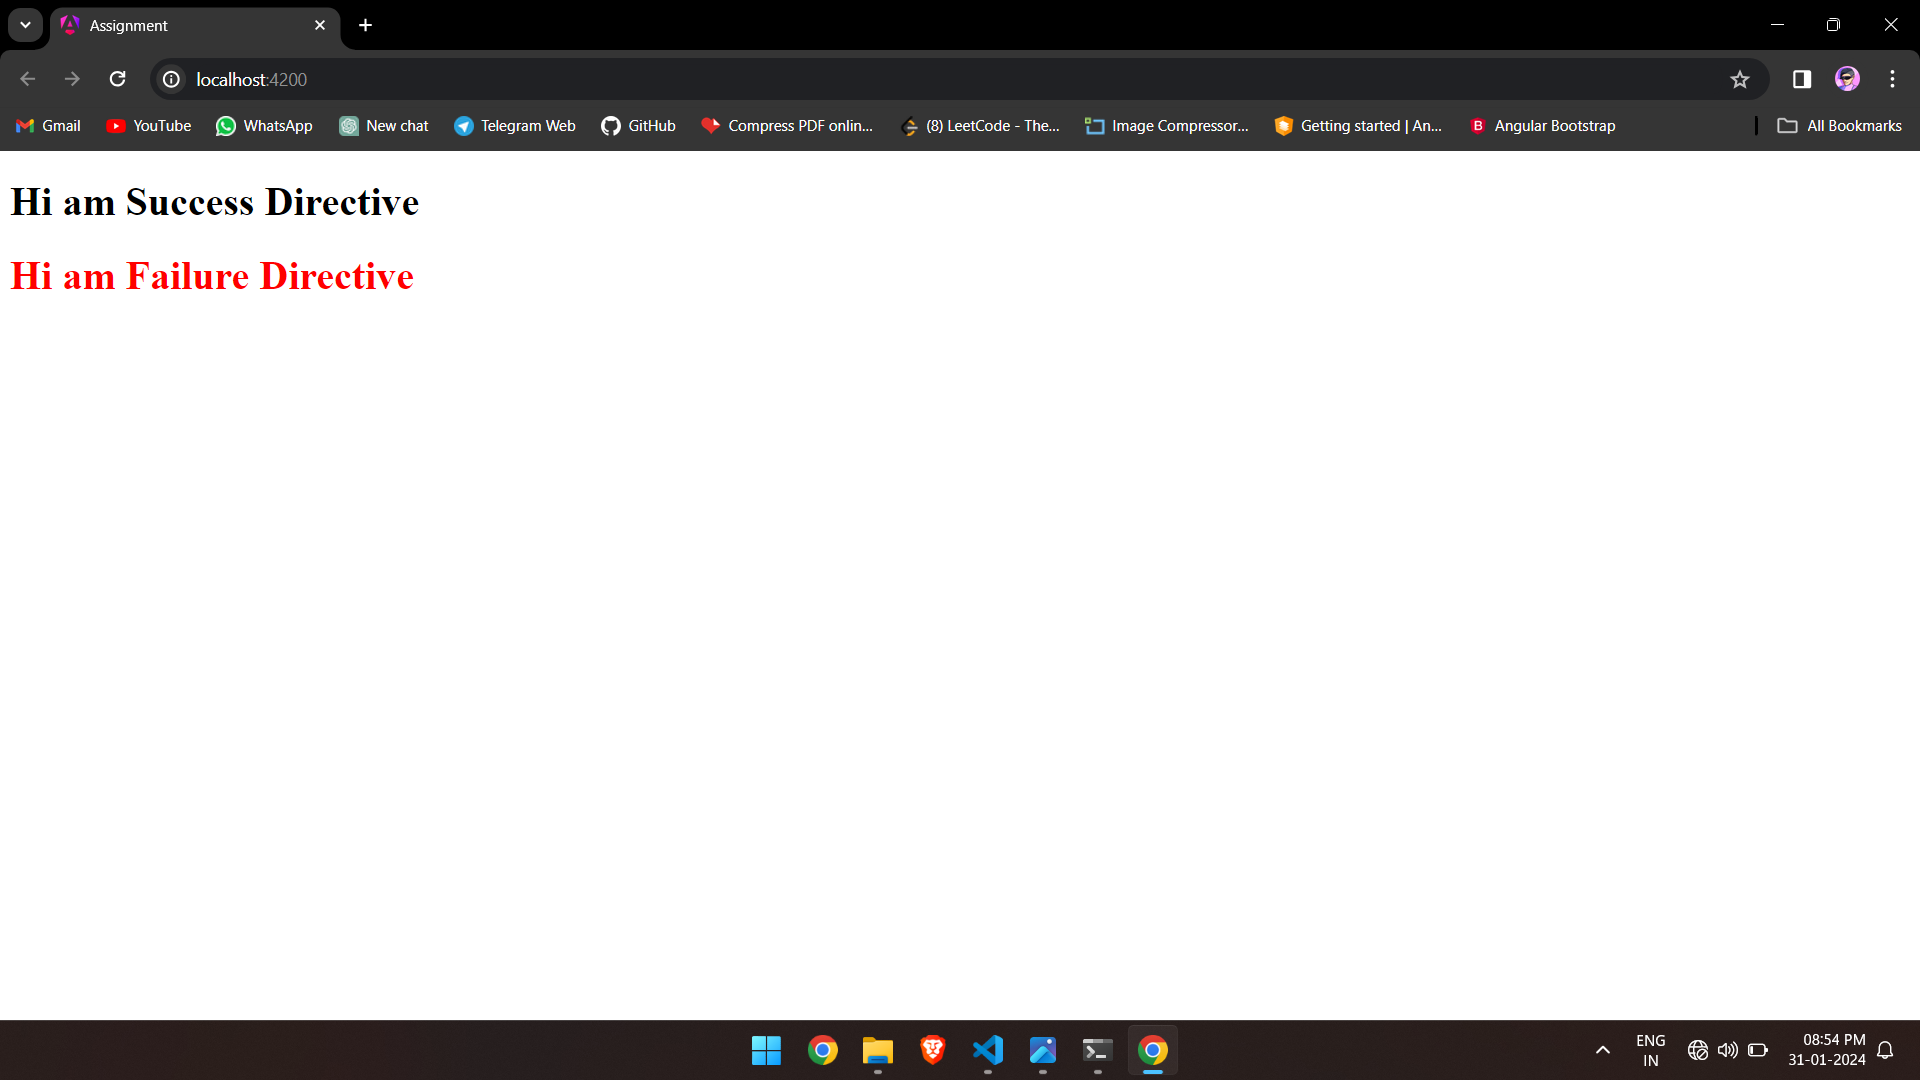 Assignment
localhost:4200
Gmail YouTube WhatsApp New chat Telegram Web GitHub Compress PDF onlin... (8) LeetCode - The... Image Compressor... Getting started | An... Angular Bootstrap All Bookmarks
Hi am Success Directive
Hi am Failure Directive
ENG 08:54 PM
IN 31-01-2024